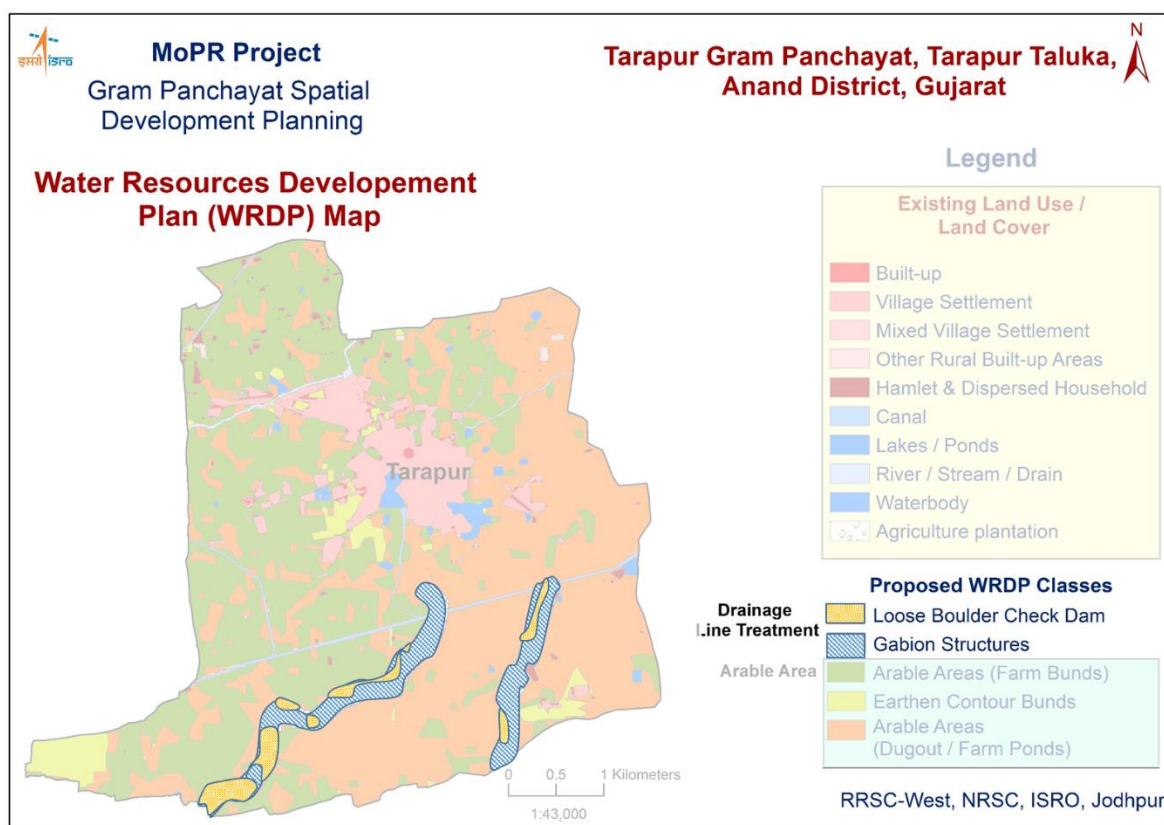 इसरो isro
MoPR Project
Gram Panchayat Spatial
Development Planning
Tarapur Gram Panchayat, Tarapur Taluka,
Anand District, Gujarat
N
Water Resources Developement
Plan (WRDP) Map
Tarapur
Legend
Existing Land Use /
Land Cover
Built-up
Village Settlement
Mixed Village Settlement
Other Rural Built-up Areas
Hamlet & Dispersed Household
Canal
Lakes / Ponds
River / Stream / Drain
Waterbody
Agriculture plantation
Proposed WRDP Classes
Drainage
Line Treatment
Loose Boulder Check Dam
Gabion Structures
Arable Area
Arable Areas (Farm Bunds)
Earthen Contour Bunds
Arable Areas
(Dugout / Farm Ponds)
0 0.5 1 Kilometers
1:43,000
RRSC-West, NRSC, ISRO, Jodhpur